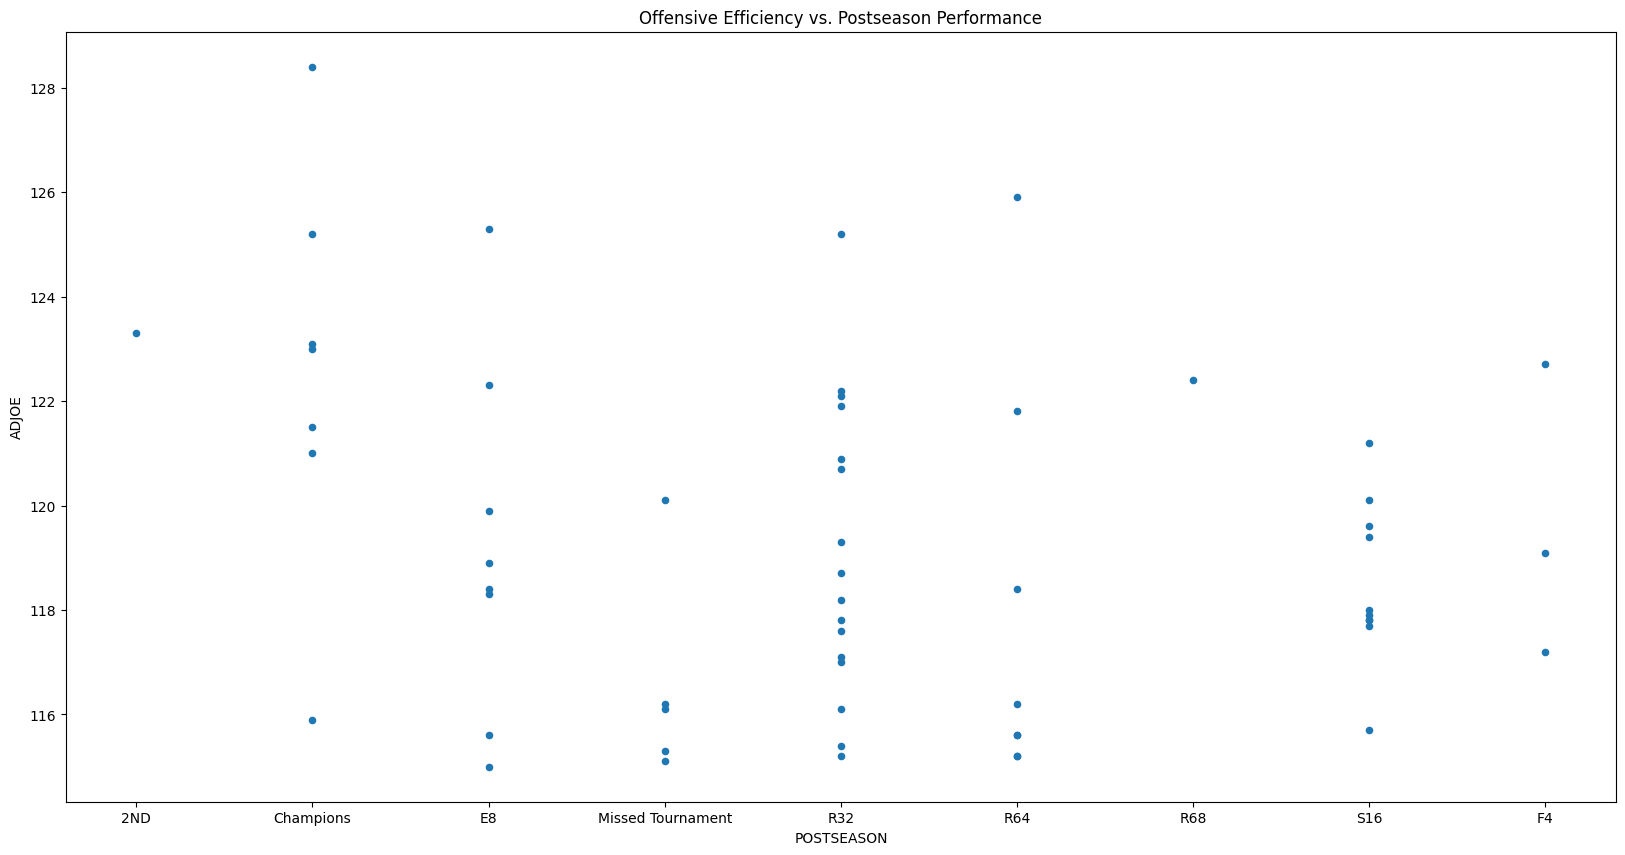 Offensive Efficiency vs. Postseason Performance
128
126
124
122
120
118
116
ADJOE
2ND Champions E8 Missed Tournament R32 R64 R68 S16 F4
POSTSEASON